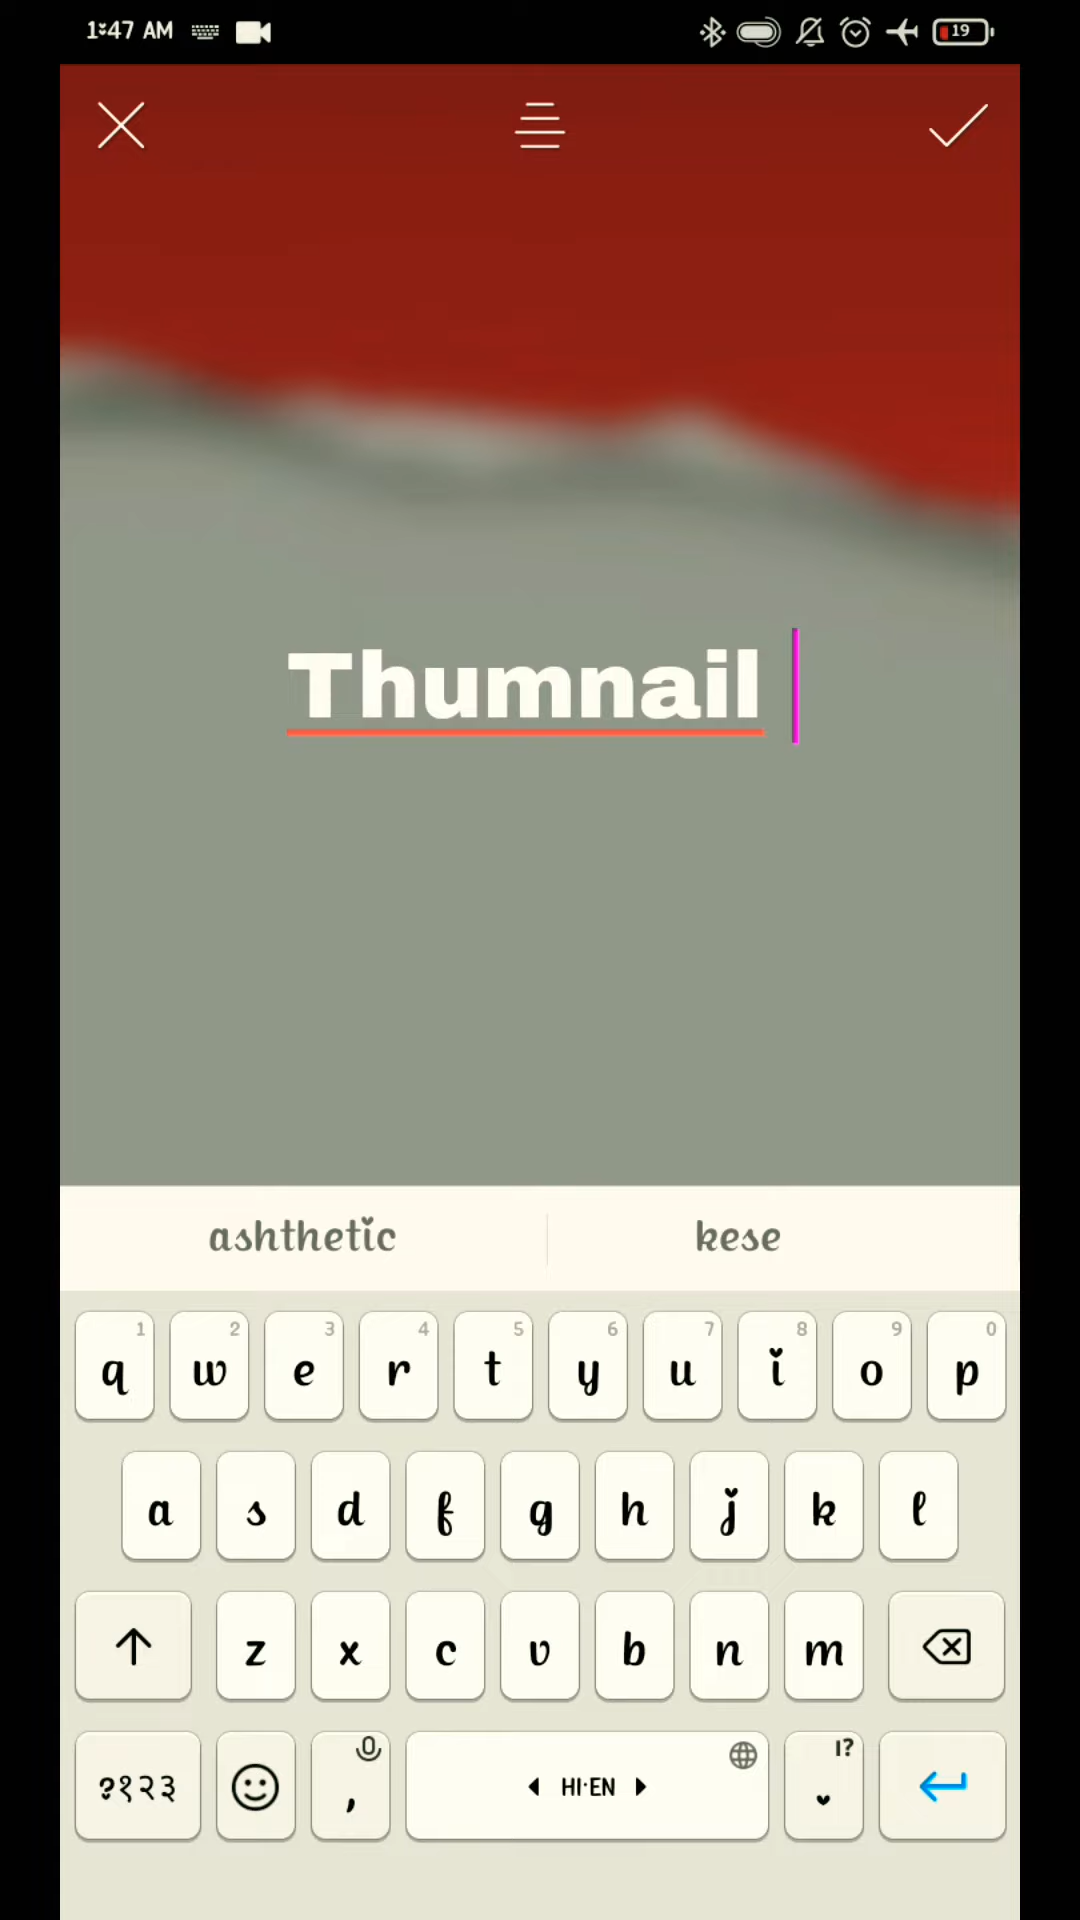 1:47 AM 19
Thumnail
ashthetic kese
1 2 3 4 5 6 7 8 9 0
q w e r t y u i o p
a s d f g h j k l
z x c v b n m
!?
?१२३ , HI·EN